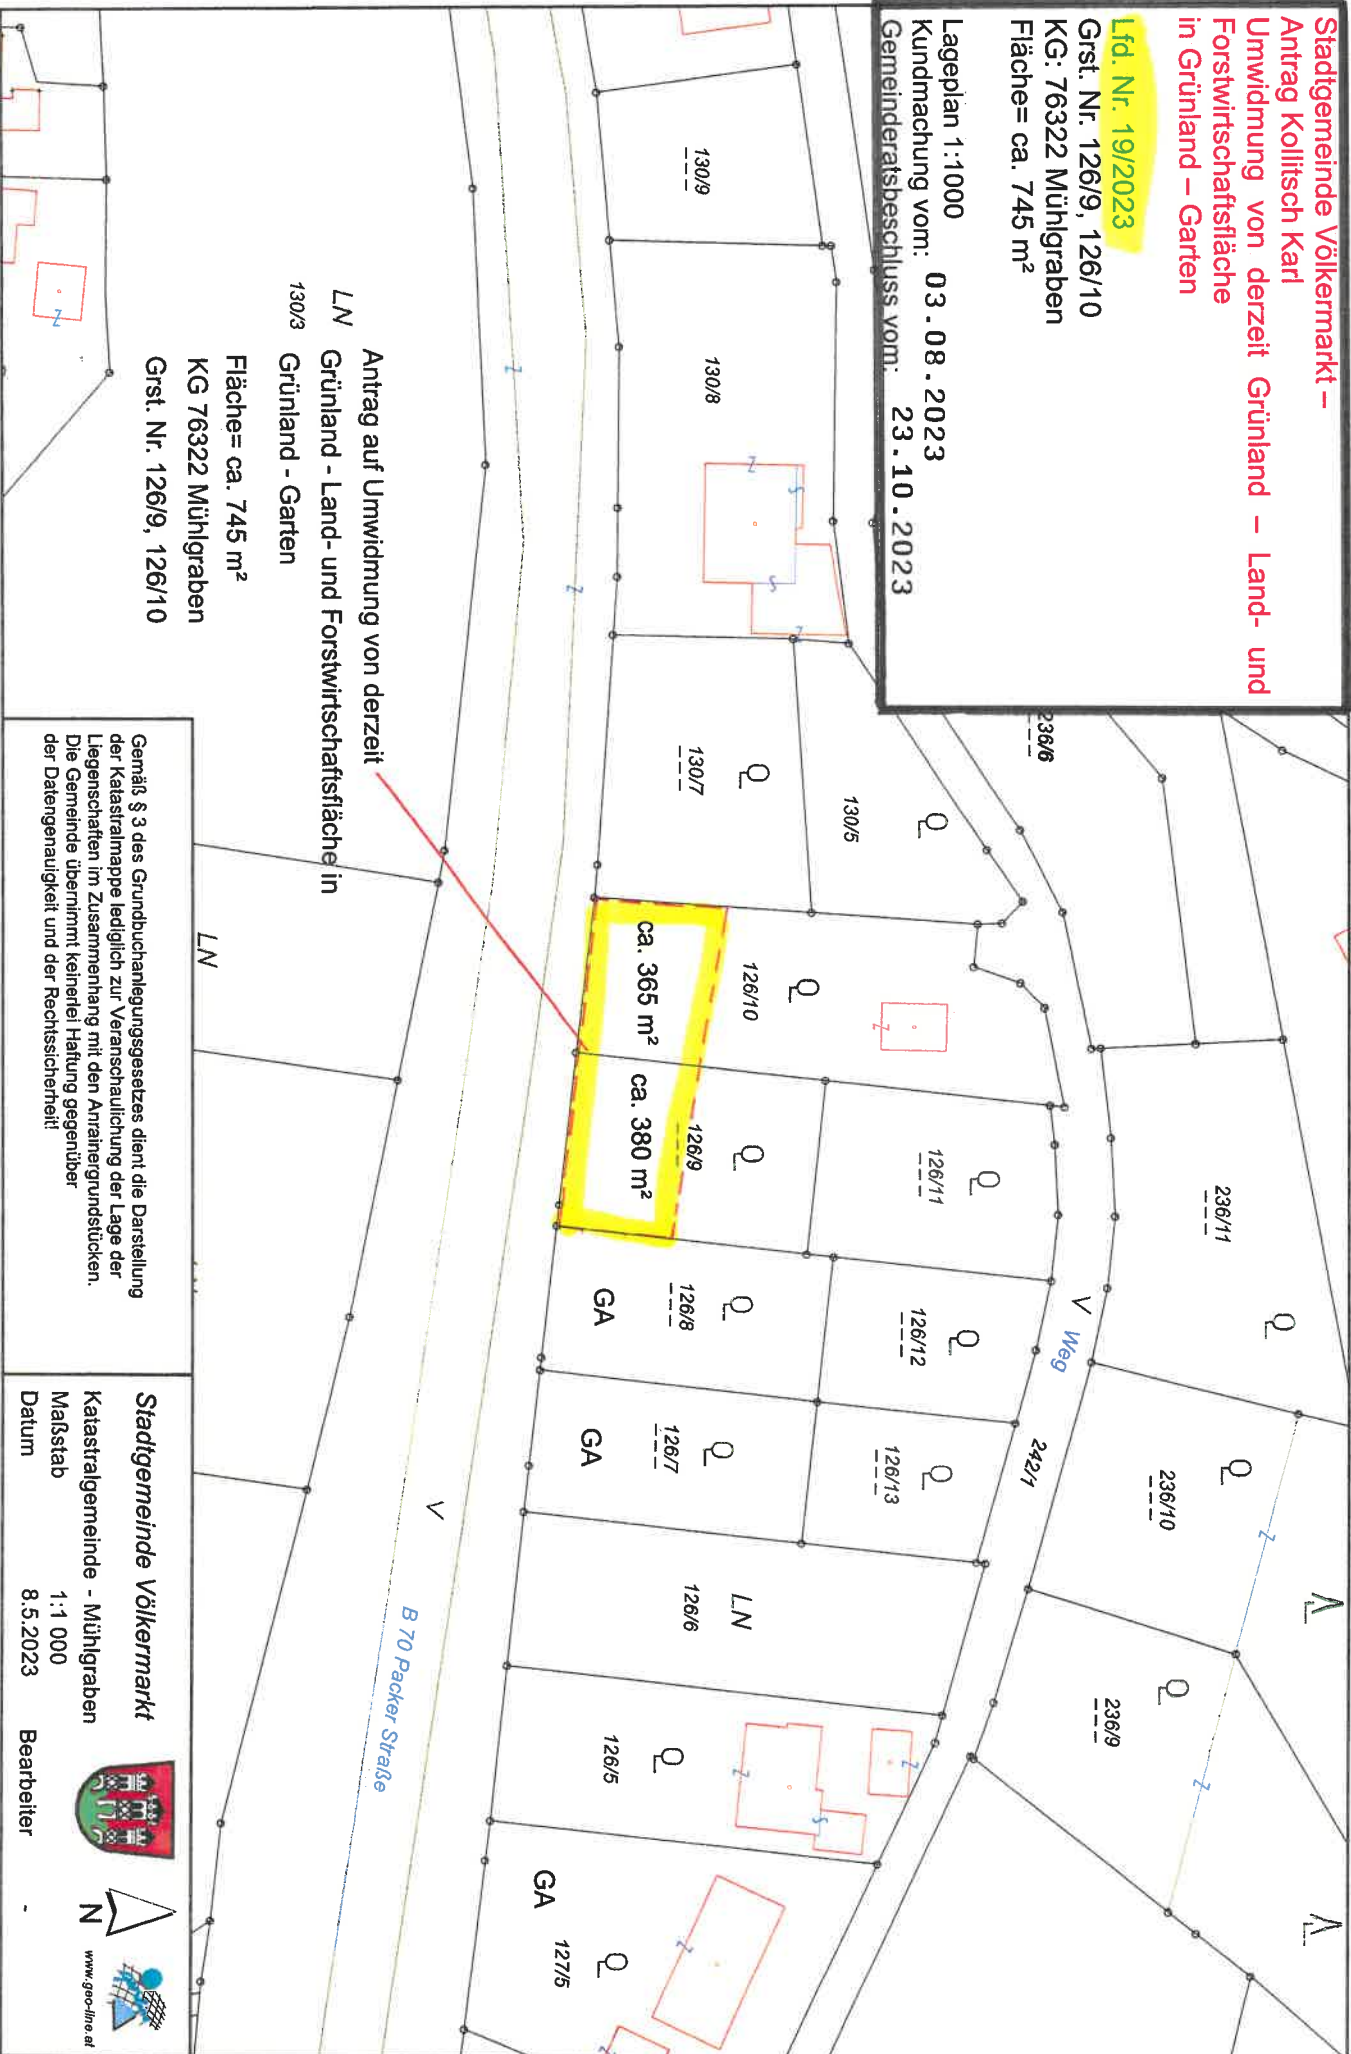 Stadtgemeinde Völkermarkt –
Antrag Kollitsch Karl
Umwidmung von derzeit Grünland – Land- und
Forstwirtschaftsfläche
in Grünland – Garten
Lfd. Nr. 19/2023
Grst. Nr. 126/9, 126/10
KG: 76322 Mühlgraben
Fläche= ca. 745 m²
Lageplan 1:1000
Kundmachung vom: 03.08.2023
Gemeinderatsbeschluss vom: 23.10.2023
236/6
236/11
236/10
236/9
V Weg
242/1
130/9
130/8
130/7
130/5
126/10
126/9
126/11
126/12
126/13
126/8
126/7
LN
126/6
126/5
127/5
GA
GA
GA
ca. 365 m²
ca. 380 m²
V
B 70 Packer Straße
Antrag auf Umwidmung von derzeit
LN Grünland - Land- und Forstwirtschaftsfläche in
130/3 Grünland - Garten
Fläche= ca. 745 m²
KG 76322 Mühlgraben
Grst. Nr. 126/9, 126/10
LN
Gemäß § 3 des Grundbuchanlegungsgesetzes dient die Darstellung
der Katastralmappe lediglich zur Veranschaulichung der Lage der
Liegenschaften im Zusammenhang mit den Anrainergrundstücken.
Die Gemeinde übernimmt keinerlei Haftung gegenüber
der Datengenauigkeit und der Rechtssicherheit!
Stadtgemeinde Völkermarkt
Katastralgemeinde - Mühlgraben
Maßstab 1:1 000
Datum 8.5.2023 Bearbeiter -
N
www.geo-line.at